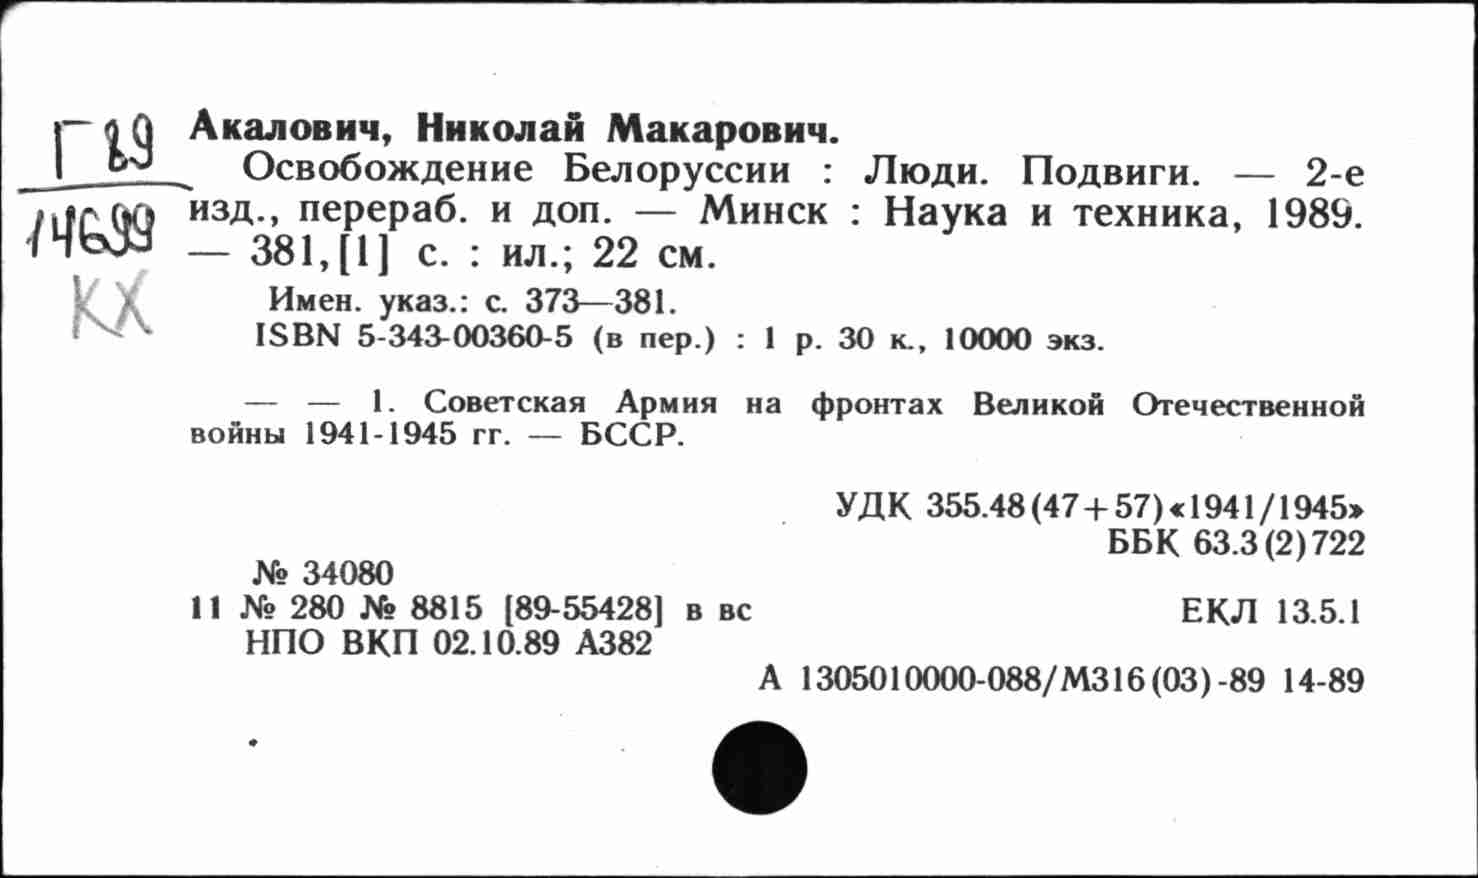 Г 89
14699
КХ
Акалович, Николай Макарович.
Освобождение Белоруссии : Люди. Подвиги. — 2-е
изд., перераб. и доп. — Минск : Наука и техника, 1989.
— 381, [1] с. : ил.; 22 см.
Имен. указ.: с. 373—381.
ISBN 5-343-00360-5 (в пер.) : 1 р. 30 к., 10000 экз.
— — 1. Советская Армия на фронтах Великой Отечественной
войны 1941-1945 гг. — БССР.
УДК 355.48(47+57)«1941/1945»
ББК 63.3(2)722
№ 34080
11 № 280 № 8815 [89-55428] в вс
ЕКЛ 13.5.1
НПО ВКП 02.10.89 А382
А 1305010000-088/М316(03)-89 14-89